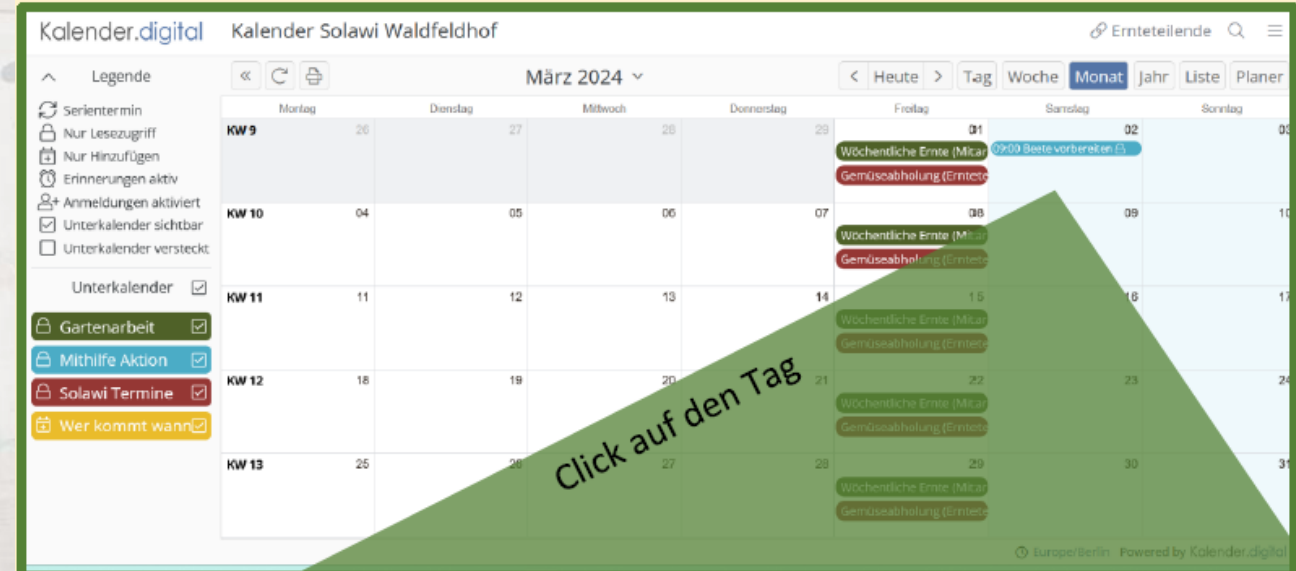 Kalender.digital Kalender Solawi Waldfeldhof Ernteteilende
Legende März 2024 Heute Tag Woche Monat Jahr Liste Planer
Montag Dienstag Mittwoch Donnerstag Freitag Samstag Sonntag
Serientermin
Nur Lesezugriff
Nur Hinzufügen
Erinnerungen aktiv
Anmeldungen aktiviert
Unterkalender sichtbar
Unterkalender versteckt
Unterkalender
Gartenarbeit
Mithilfe Aktion
Solawi Termine
Wer kommt wann
KW 9 26 27 28 29 01 02 03
Wöchentliche Ernte (Mitar 09:00 Beete vorbereiten
Gemüseabholung (Erntete
KW 10 04 05 06 07 08 09 10
Wöchentliche Ernte (Mitar
Gemüseabholung (Erntete
KW 11 11 12 13 14 15 16 17
Wöchentliche Ernte (Mitar
Gemüseabholung (Erntete
KW 12 18 19 20 21 22 23 24
Wöchentliche Ernte (Mitar
Gemüseabholung (Erntete
KW 13 25 26 27 28 29 30 31
Wöchentliche Ernte (Mitar
Gemüseabholung (Erntete
Click auf den Tag
Europe/Berlin Powered by Kalender.digital